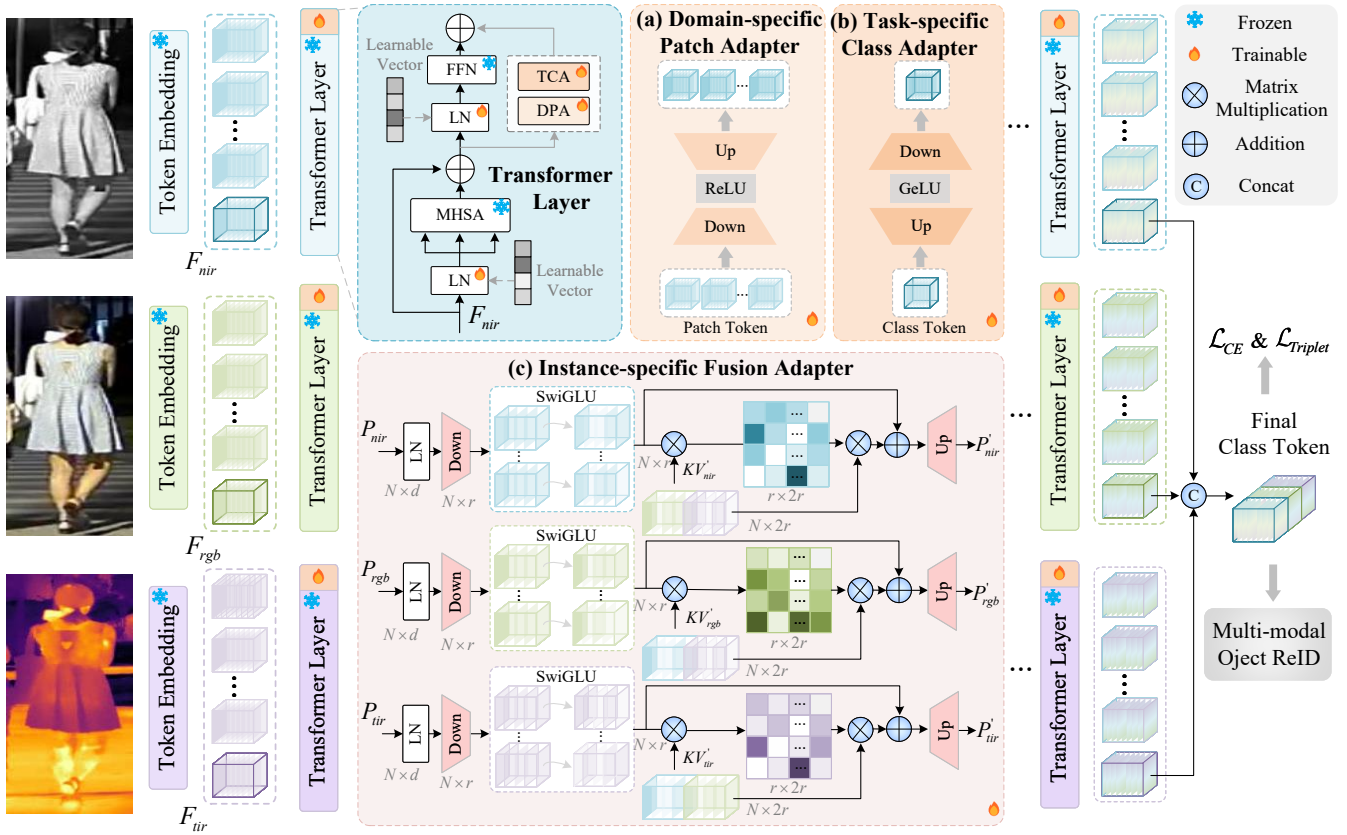 Token Embedding
F_nir
Transformer Layer
Learnable
Vector
FFN
LN
TCA
DPA
Transformer
Layer
MHSA
LN
Learnable
Vector
F_nir
(a) Domain-specific
Patch Adapter
Up
ReLU
Down
Patch Token
(b) Task-specific
Class Adapter
Down
GeLU
Up
Class Token
...
Transformer Layer
Frozen
Trainable
Matrix
Multiplication
Addition
C
Concat
Token Embedding
F_rgb
Transformer Layer
(c) Instance-specific Fusion Adapter
SwiGLU
P_nir
LN
Down
N×d
N×r
N×r
KV'_nir
N×2r
r×2r
Up
P'_nir
SwiGLU
P_rgb
LN
Down
N×d
N×r
N×r
KV'_rgb
N×2r
r×2r
Up
P'_rgb
SwiGLU
P_tir
LN
Down
N×d
N×r
N×r
KV'_tir
N×2r
r×2r
Up
P'_tir
...
Transformer Layer
C
ℒ_CE & ℒ_Triplet
Final
Class Token
Multi-modal
Oject ReID
Token Embedding
F_tir
Transformer Layer
...
Transformer Layer